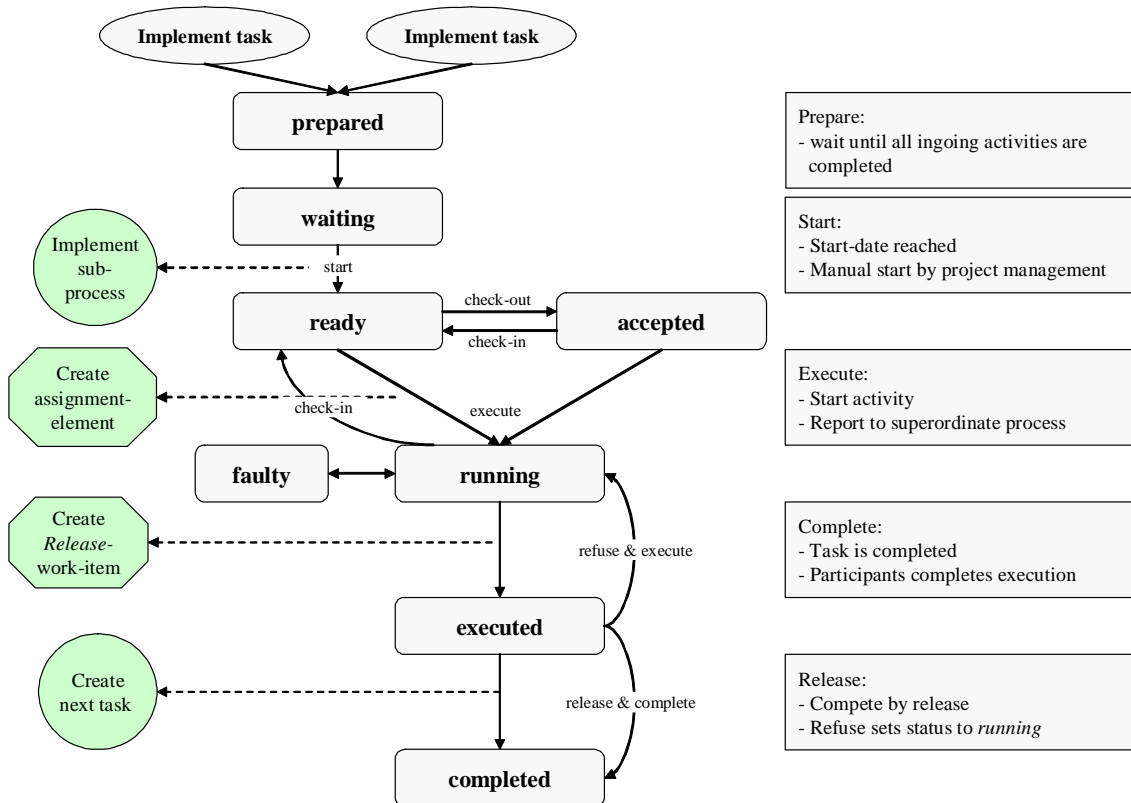 Implement task
Implement task
prepared
Prepare:
- wait until all ingoing activities are
completed
waiting
Start:
- Start-date reached
- Manual start by project management
Implement
sub-
process
start
ready
check-out
check-in
accepted
Create
assignment-
element
check-in
execute
Execute:
- Start activity
- Report to superordinate process
faulty
running
Create
Release-
work-item
refuse & execute
Complete:
- Task is completed
- Participants completes execution
executed
Create
next task
release & complete
Release:
- Compete by release
- Refuse sets status to running
completed